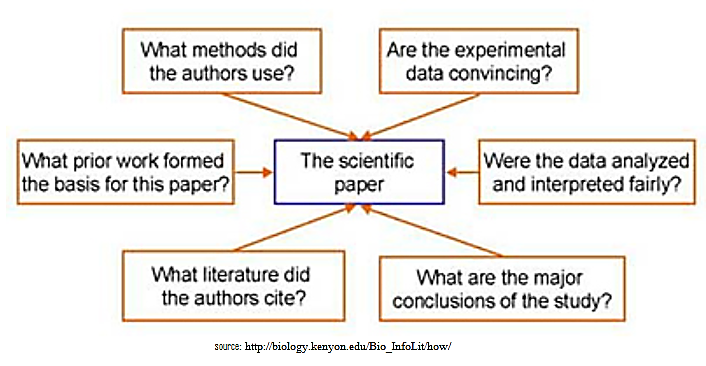 What methods did
the authors use?
Are the experimental
data convincing?
What prior work formed
the basis for this paper?
The scientific
paper
Were the data analyzed
and interpreted fairly?
What literature did
the authors cite?
What are the major
conclusions of the study?
source: http://biology.kenyon.edu/Bio_InfoLit/how/